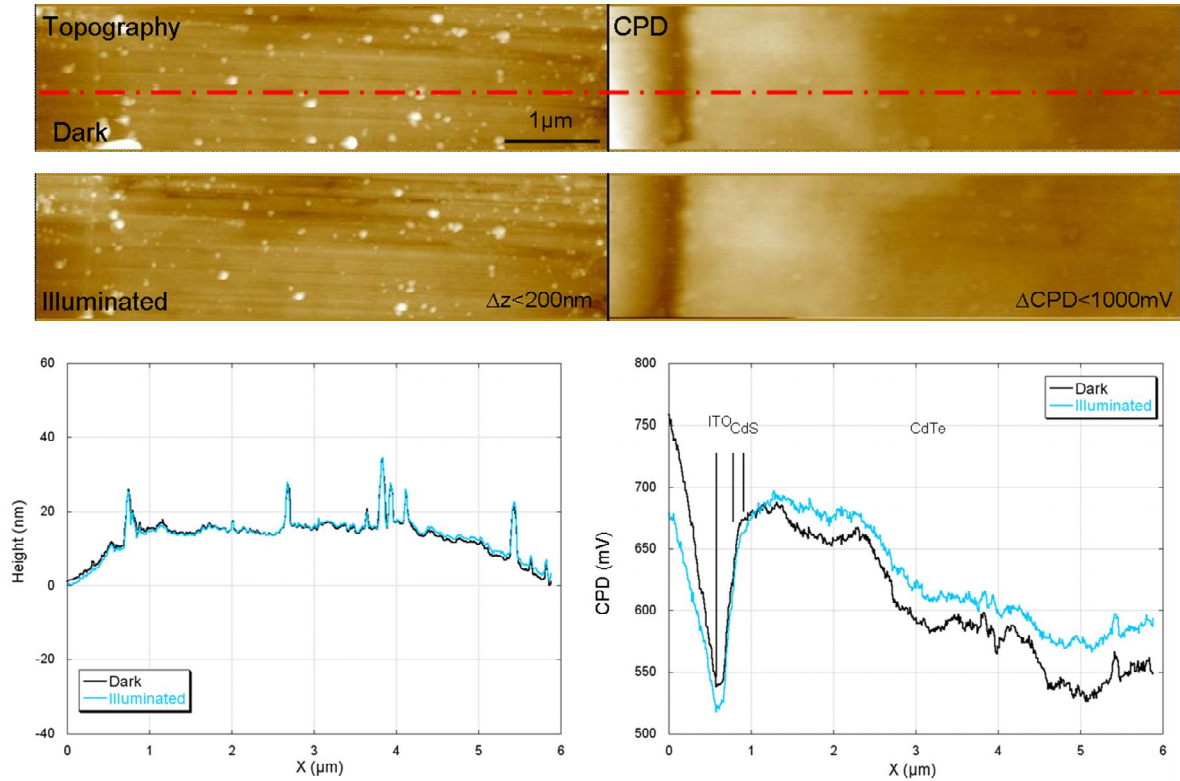 Topography
CPD
Dark
1µm
Illuminated
Δz<200nm
ΔCPD<1000mV
60
40
20
0
-20
-40
Height (nm)
Dark
Illuminated
0 1 2 3 4 5 6
X (µm)
800
750
700
650
600
550
500
CPD (mV)
Dark
Illuminated
ITO
CdS
CdTe
0 1 2 3 4 5 6
X (µm)